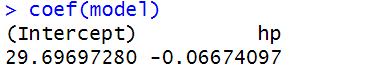 > coef(model)
(Intercept)          hp
29.69697280 -0.06674097